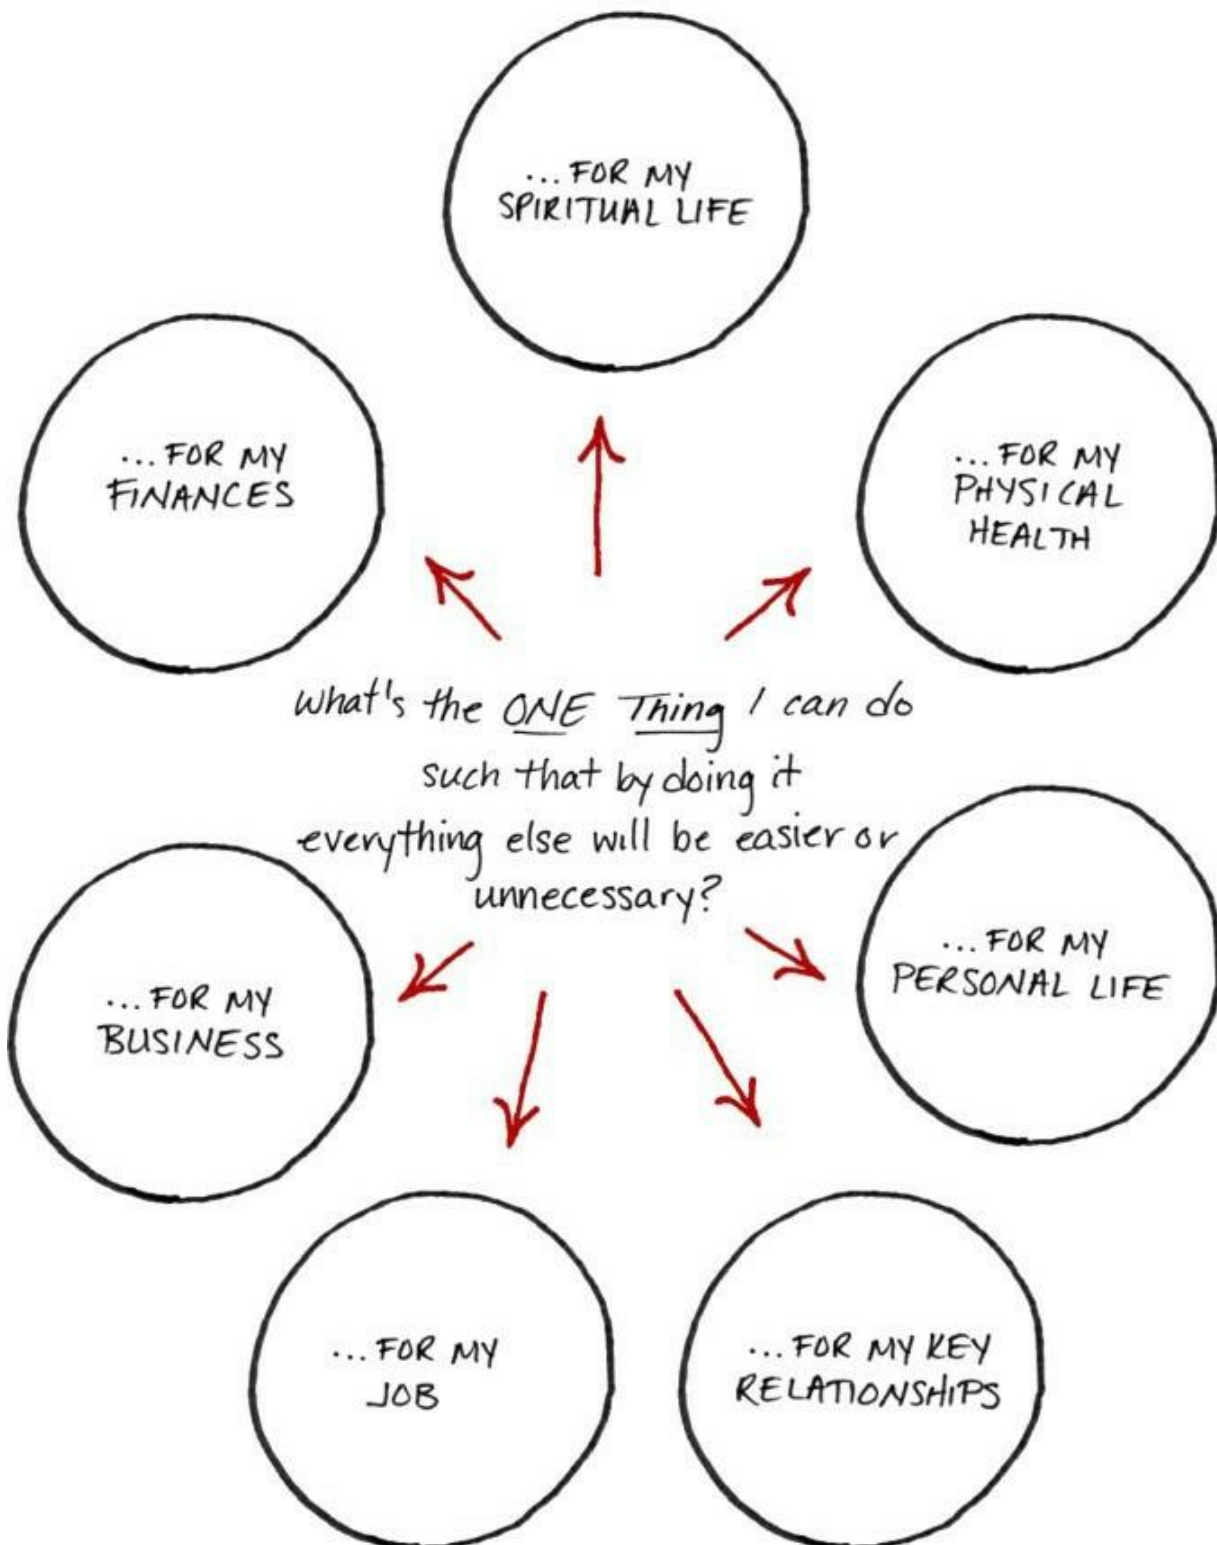 ...FOR MY
SPIRITUAL LIFE
...FOR MY
FINANCES
...FOR MY
PHYSICAL
HEALTH
what's the ONE Thing I can do
such that by doing it
everything else will be easier or
unnecessary?
...FOR MY
PERSONAL LIFE
...FOR MY
BUSINESS
...FOR MY
JOB
...FOR MY KEY
RELATIONSHIPS